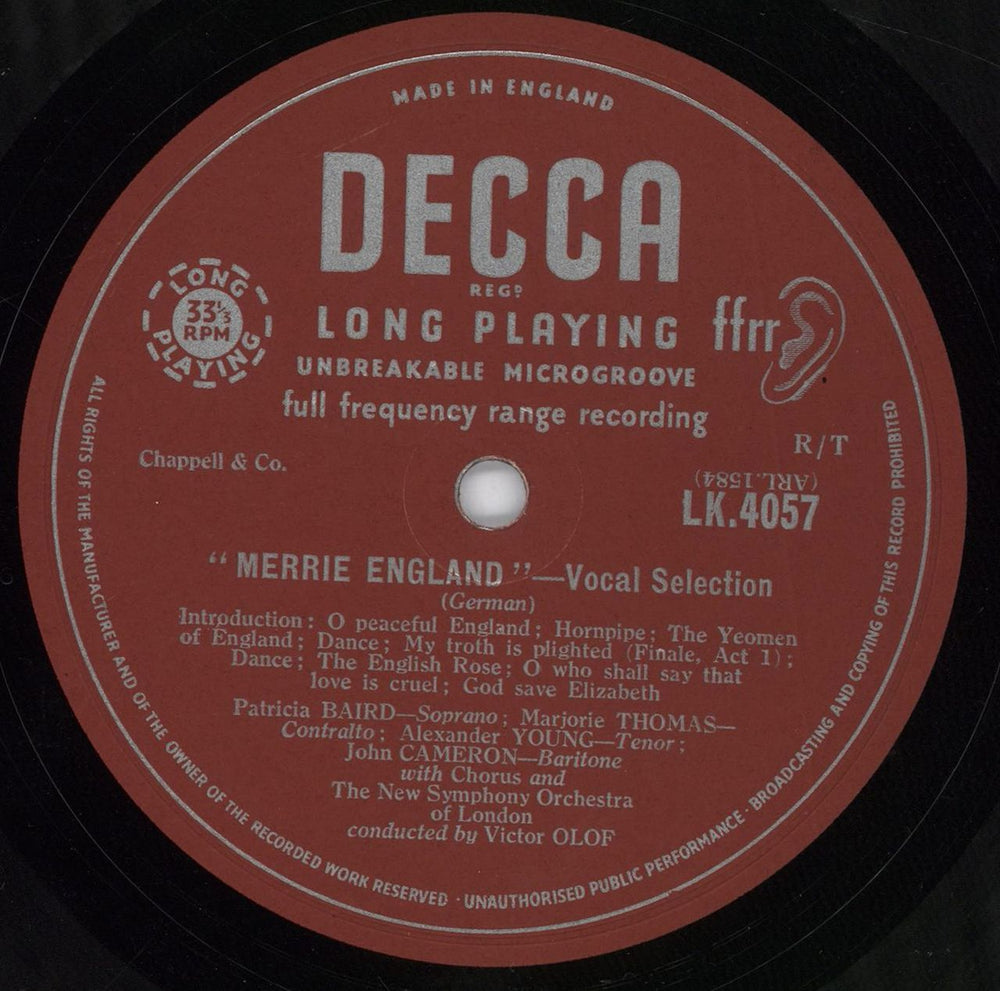 MADE IN ENGLAND
DECCA
REGD
LONG PLAYING
33⅓
RPM
LONG PLAYING
ffrr
UNBREAKABLE MICROGROOVE
full frequency range recording
R/T
Chappell & Co.
(ARL.1584)
LK.4057
"MERRIE ENGLAND"—Vocal Selection
(German)
Introduction: O peaceful England; Hornpipe; The Yeomen
of England; Dance; My troth is plighted (Finale, Act 1);
Dance; The English Rose; O who shall say that
love is cruel; God save Elizabeth
Patricia BAIRD—Soprano; Marjorie THOMAS—
Contralto; Alexander YOUNG—Tenor;
John CAMERON—Baritone
with Chorus and
The New Symphony Orchestra
of London
conducted by Victor OLOF
ALL RIGHTS OF THE MANUFACTURER AND OF THE OWNER OF THE RECORDED WORK RESERVED · UNAUTHORISED PUBLIC PERFORMANCE · BROADCASTING AND COPYING OF THIS RECORD PROHIBITED